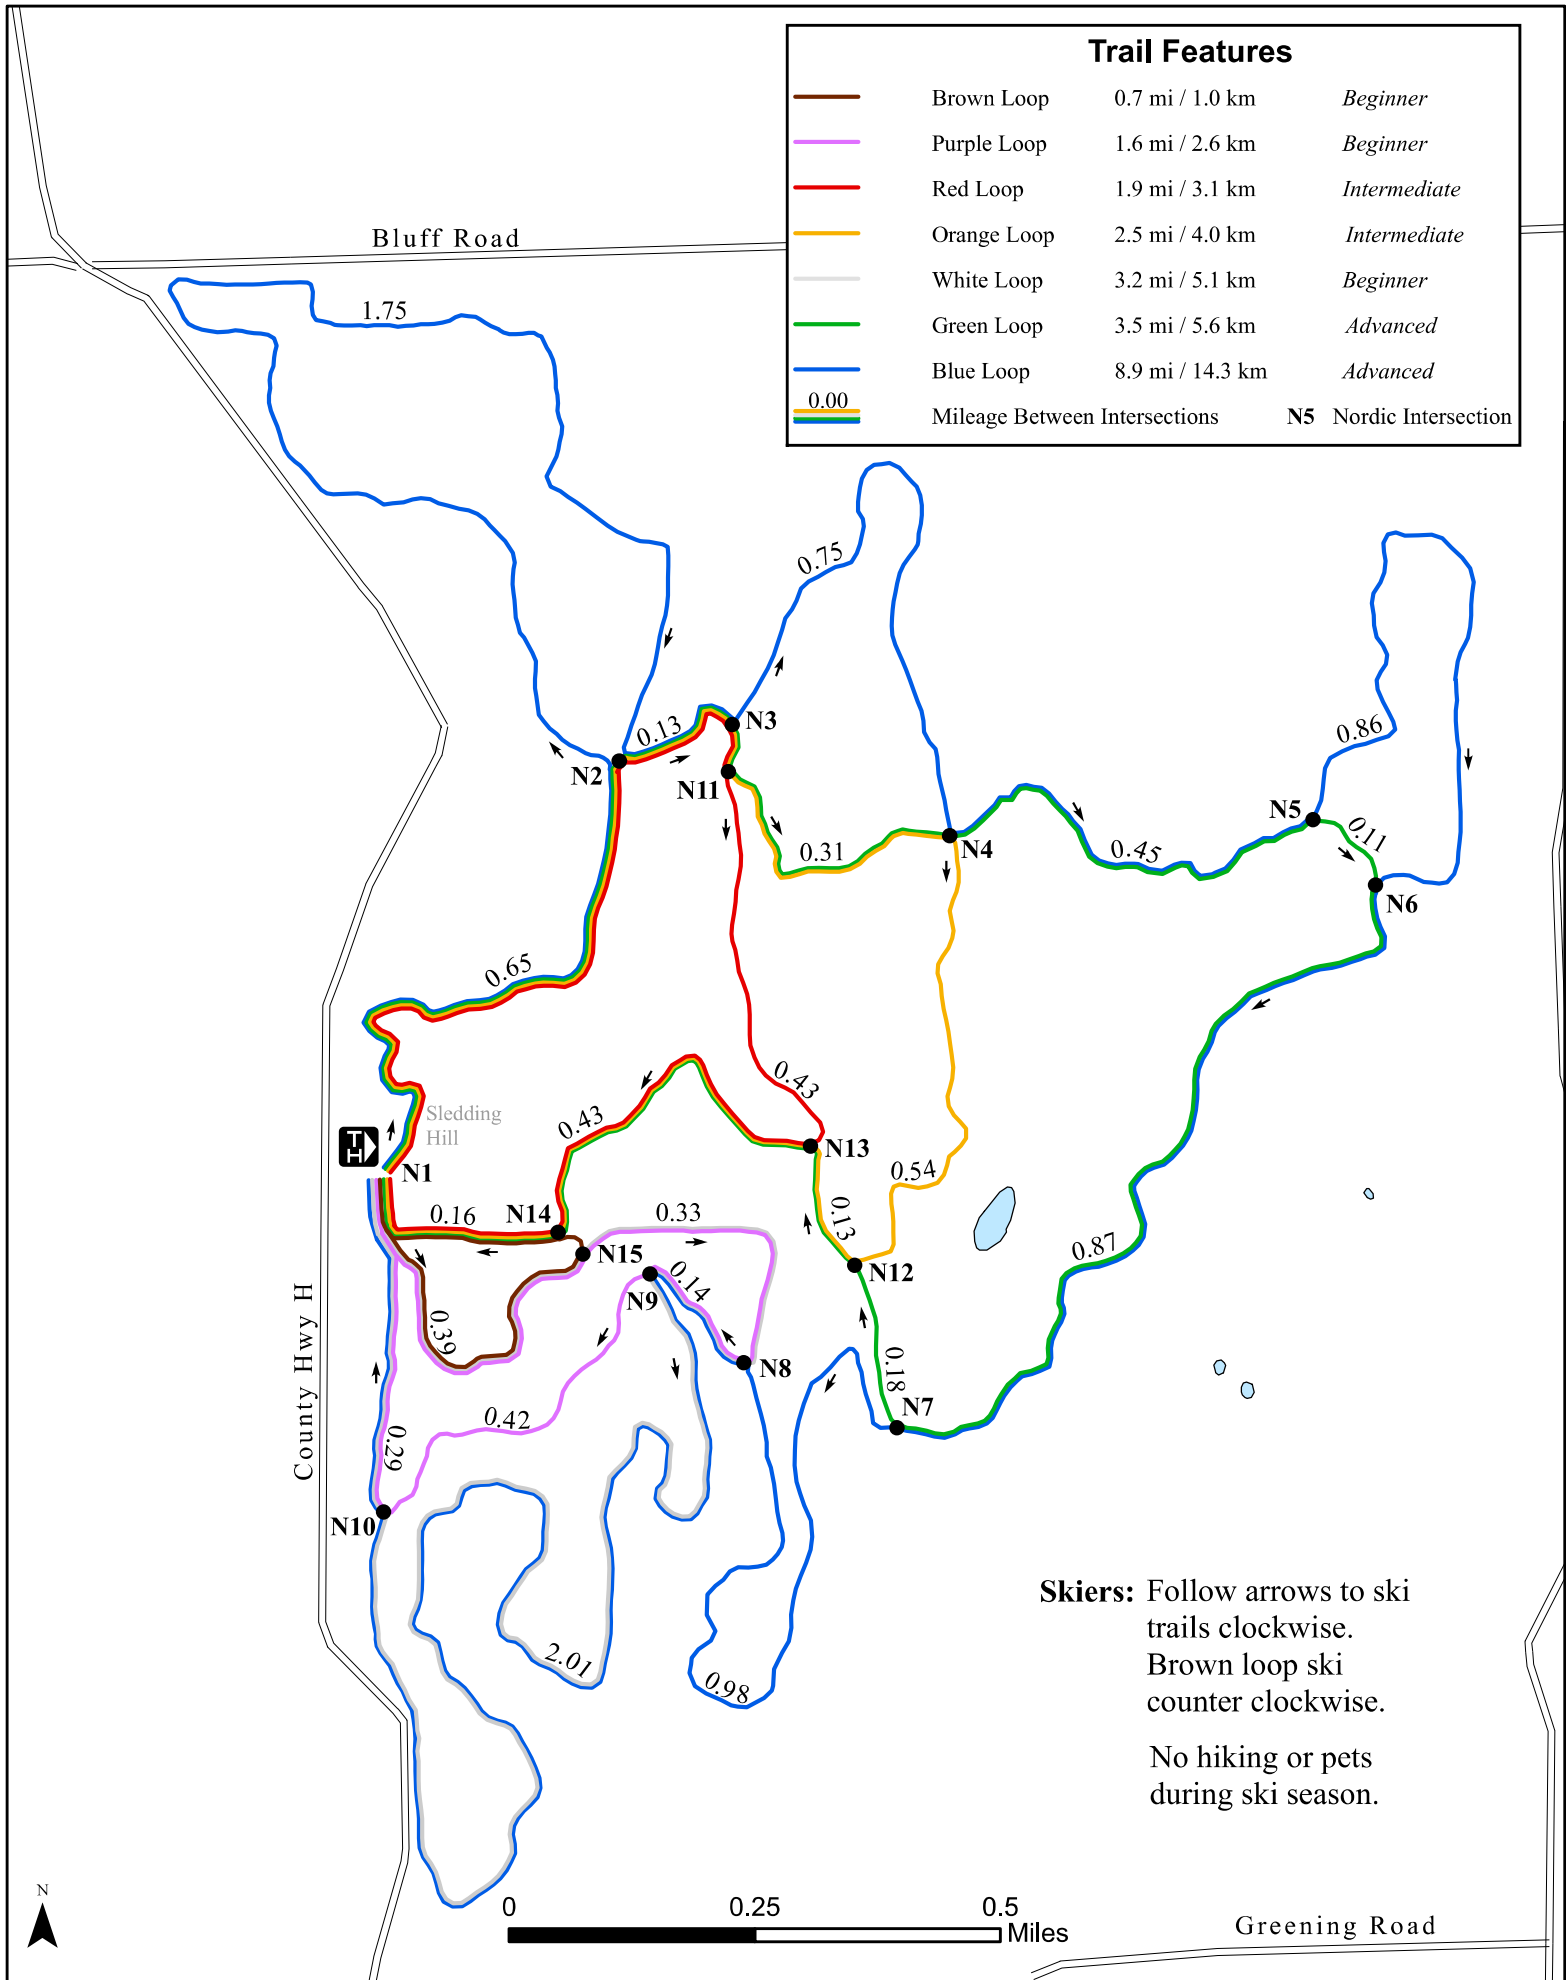 Trail Features
Brown Loop 0.7 mi / 1.0 km Beginner
Purple Loop 1.6 mi / 2.6 km Beginner
Red Loop 1.9 mi / 3.1 km Intermediate
Orange Loop 2.5 mi / 4.0 km Intermediate
White Loop 3.2 mi / 5.1 km Beginner
Green Loop 3.5 mi / 5.6 km Advanced
Blue Loop 8.9 mi / 14.3 km Advanced
0.00 Mileage Between Intersections N5 Nordic Intersection
Bluff Road
1.75
0.75
0.86
0.13
N3
N2
N11
N5
0.11
N4
0.31
0.45
N6
0.65
0.43
Sledding
Hill
TH
N1
0.43
N13
0.54
0.16
N14
0.33
0.13
N15
0.87
N12
0.14
N9
0.39
County Hwy H
N8
0.18
N7
0.42
0.29
N10
2.01
0.98
Skiers: Follow arrows to ski
trails clockwise.
Brown loop ski
counter clockwise.
No hiking or pets
during ski season.
N
0 0.25 0.5
Miles
Greening Road